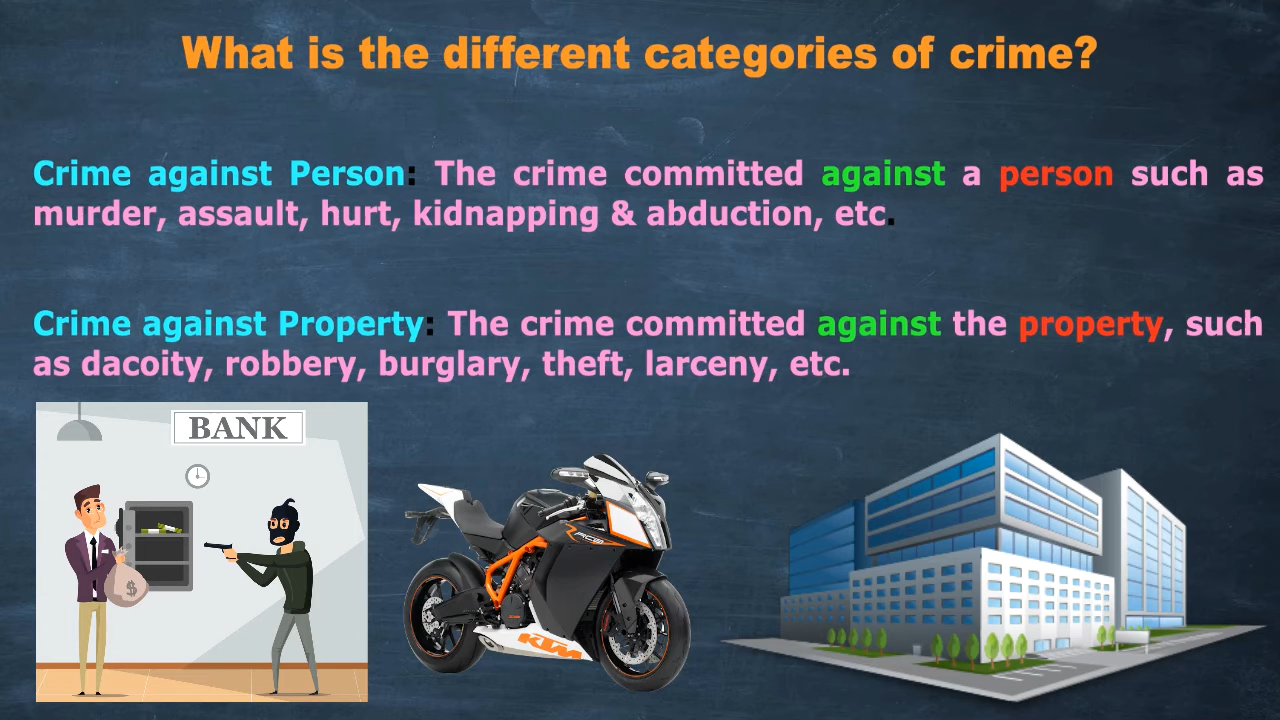 What is the different categories of crime?
Crime against Person: The crime committed against a person such as
murder, assault, hurt, kidnapping & abduction, etc.
Crime against Property: The crime committed against the property, such
as dacoity, robbery, burglary, theft, larceny, etc.
BANK
$
RC8
KTM